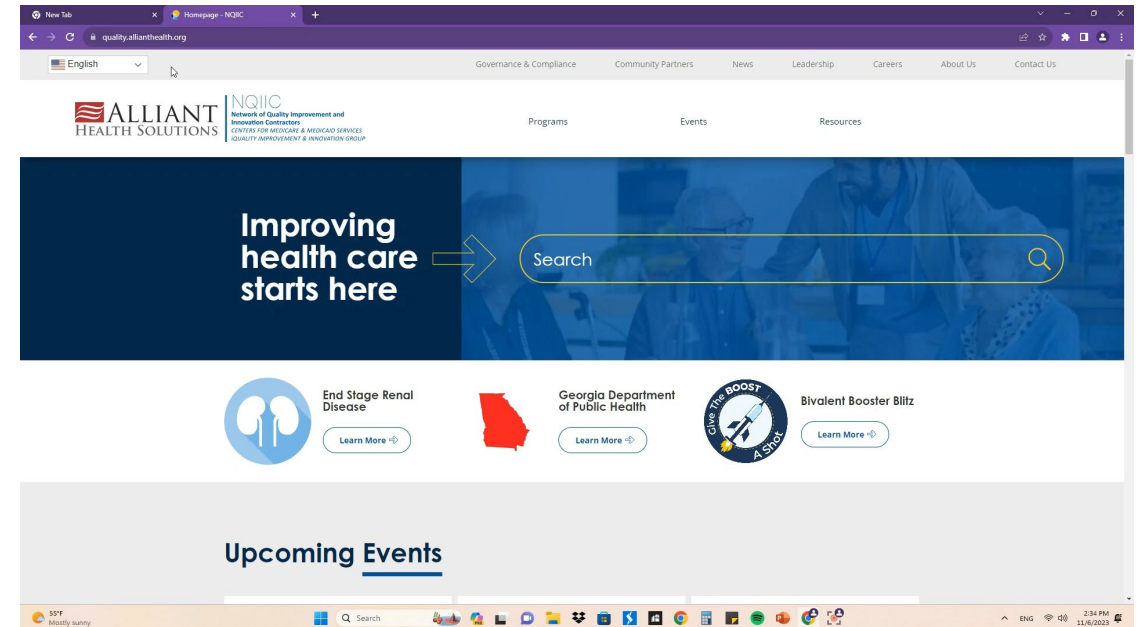 New Tab
Homepage - NQIIC
quality.allianthealth.org
English
Governance & Compliance
Community Partners
News
Leadership
Careers
About Us
Contact Us
ALLIANT
HEALTH SOLUTIONS
NQIIC
Network of Quality Improvement and
Innovation Contractors
CENTERS FOR MEDICARE & MEDICAID SERVICES
iQUALITY IMPROVEMENT & INNOVATION GROUP
Programs
Events
Resources
Improving
health care
starts here
Search
End Stage Renal
Disease
Learn More
Georgia Department
of Public Health
Learn More
Give The BOOST
A Shot
Bivalent Booster Blitz
Learn More
Upcoming Events
55°F
Mostly sunny
Search
ENG
2:34 PM
11/6/2023